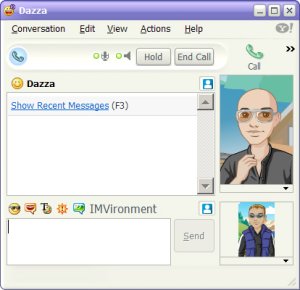 Dazza
Conversation Edit View Actions Help Y!
Hold End Call Call
Dazza
Show Recent Messages (F3)
IMVironment
Send